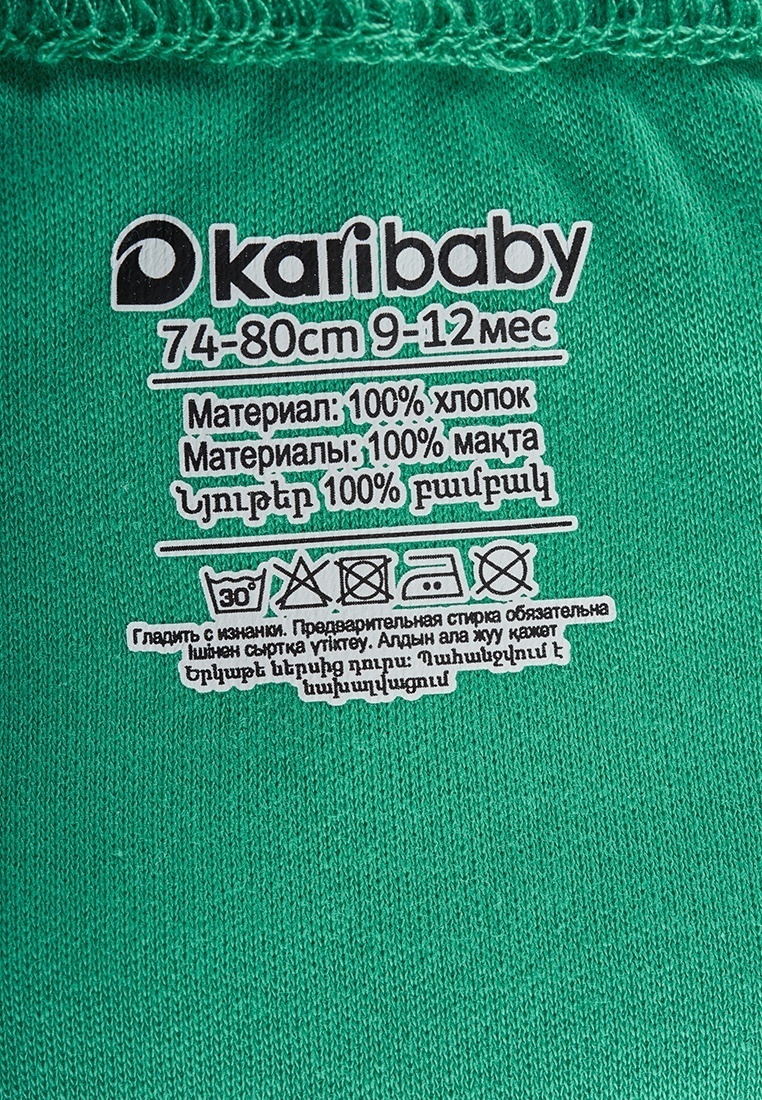 karibaby
74-80cm 9-12мес
Материал: 100% хлопок
Материалы: 100% мақта
Նյութեր 100% բամբակ
30°
Гладить с изнанки. Предварительная стирка обязательна
Ішінен сыртқа үтіктеу. Алдын ала жуу қажет
Երկաթե ներսից դուրս: Պահանջվում է
նախալվացում